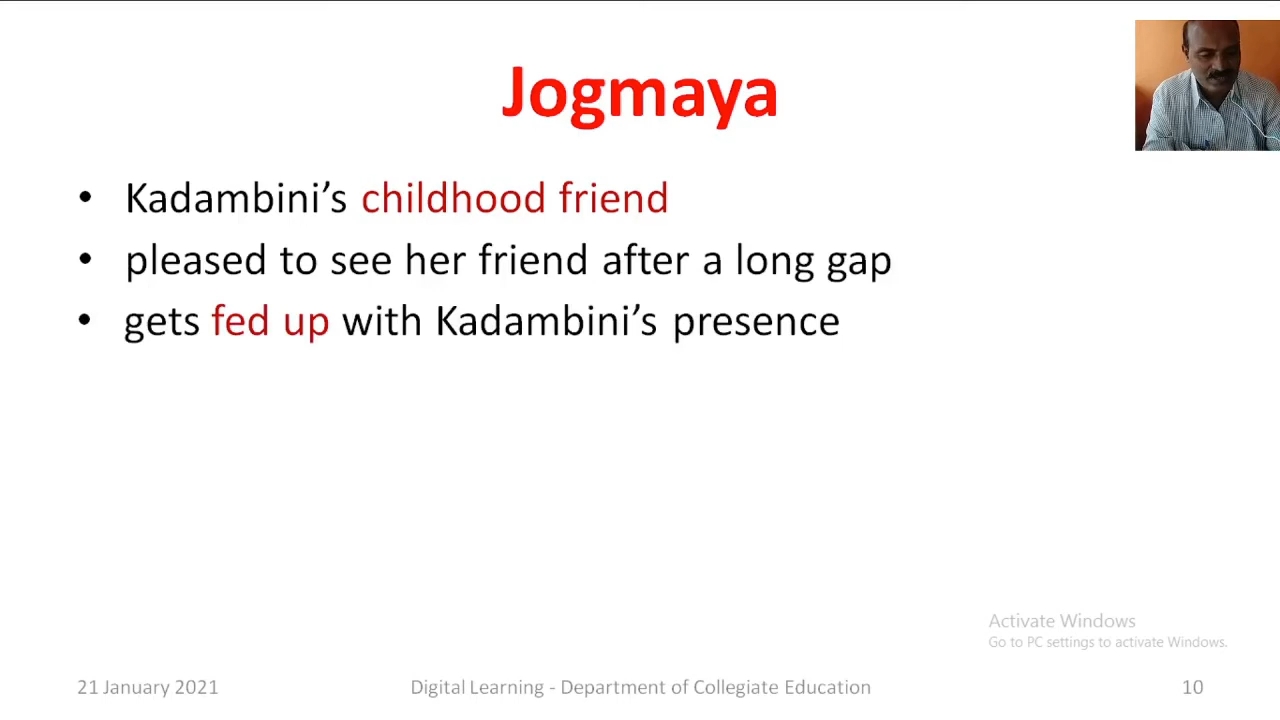 Jogmaya
• Kadambini’s childhood friend
• pleased to see her friend after a long gap
• gets fed up with Kadambini’s presence
Activate Windows
Go to PC settings to activate Windows.
21 January 2021 Digital Learning - Department of Collegiate Education 10